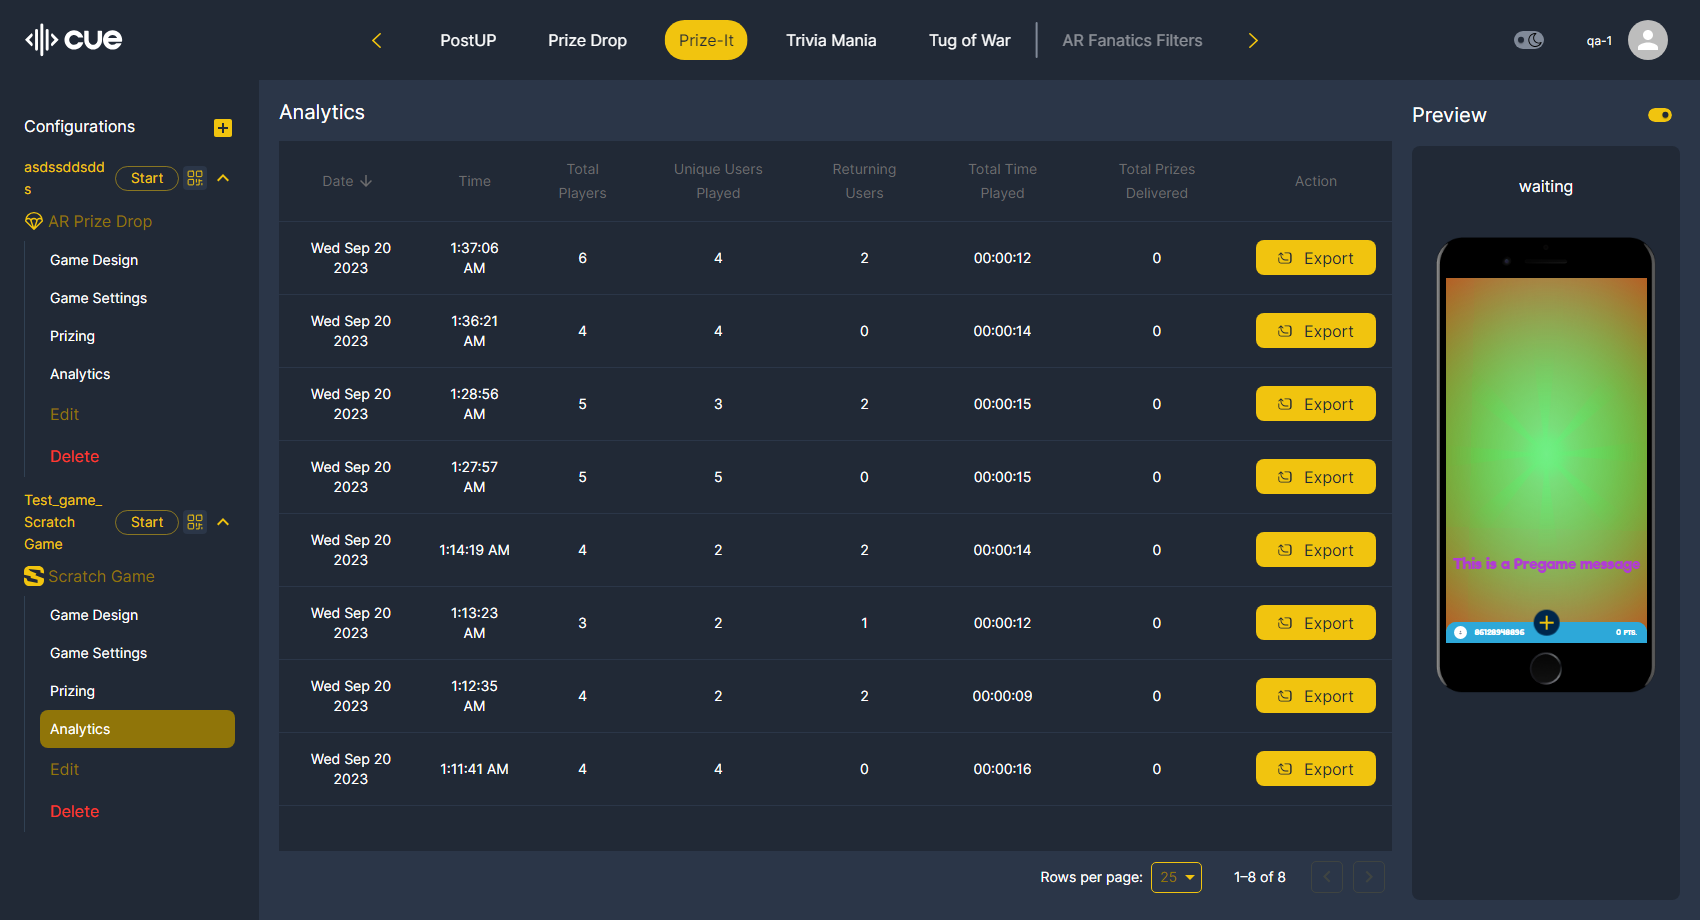 cue
PostUP
Prize Drop
Prize-It
Trivia Mania
Tug of War
AR Fanatics Filters
qa-1
Configurations
asdssddsdd
s
Start
AR Prize Drop
Game Design
Game Settings
Prizing
Analytics
Edit
Delete
Test_game_
Scratch
Game
Start
Scratch Game
Game Design
Game Settings
Prizing
Analytics
Edit
Delete
Analytics
Date
Time
Total
Players
Unique Users
Played
Returning
Users
Total Time
Played
Total Prizes
Delivered
Action
Wed Sep 20
2023
1:37:06
AM
6
4
2
00:00:12
0
Export
Wed Sep 20
2023
1:36:21
AM
4
4
0
00:00:14
0
Export
Wed Sep 20
2023
1:28:56
AM
5
3
2
00:00:15
0
Export
Wed Sep 20
2023
1:27:57
AM
5
5
0
00:00:15
0
Export
Wed Sep 20
2023
1:14:19 AM
4
2
2
00:00:14
0
Export
Wed Sep 20
2023
1:13:23
AM
3
2
1
00:00:12
0
Export
Wed Sep 20
2023
1:12:35
AM
4
2
2
00:00:09
0
Export
Wed Sep 20
2023
1:11:41 AM
4
4
0
00:00:16
0
Export
Rows per page:
25
1–8 of 8
Preview
waiting
This is a Pregame message
86128948896
0 PTS.